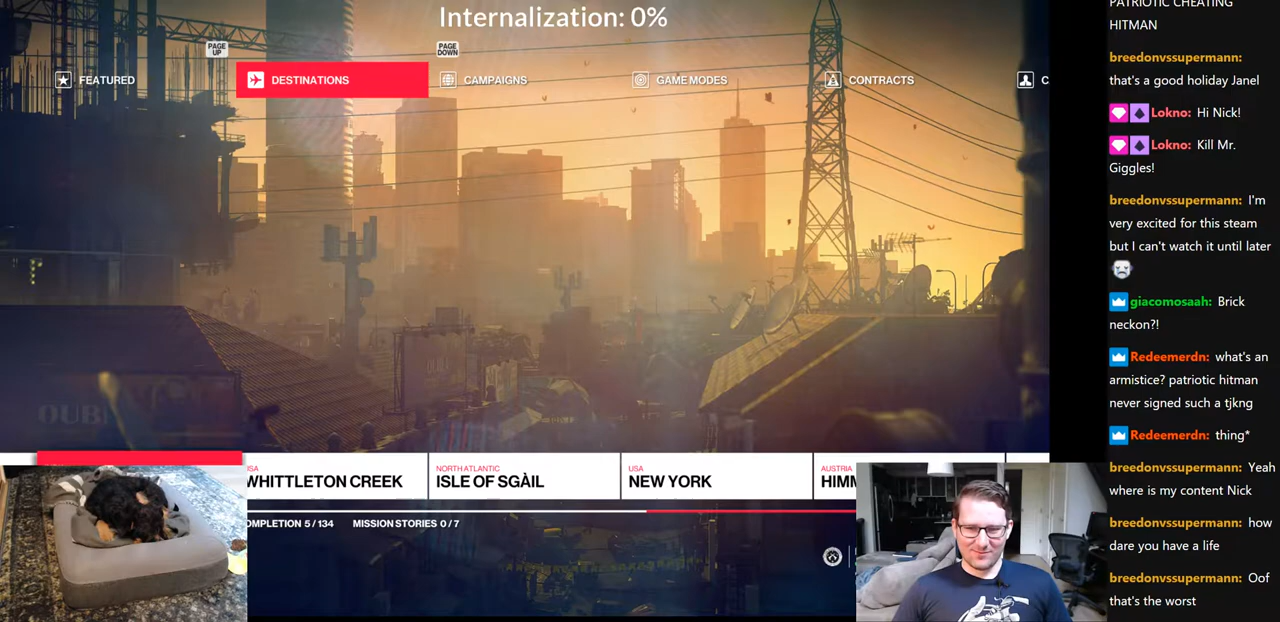 Internalization: 0%
PAGE UP
PAGE DOWN
FEATURED
DESTINATIONS
CAMPAIGNS
GAME MODES
CONTRACTS
C
USA
WHITTLETON CREEK
NORTH ATLANTIC
ISLE OF SGÀIL
USA
NEW YORK
AUSTRIA
HIMM
OMPLETION 5 / 134
MISSION STORIES 0 / 7
PATRIOTIC CHEATING
HITMAN
breedonvssupermann:
that's a good holiday Janel
Lokno: Hi Nick!
Lokno: Kill Mr.
Giggles!
breedonvssupermann: I'm
very excited for this steam
but I can't watch it until later
giacomosaah: Brick
neckon?!
Redeemerdn: what's an
armistice? patriotic hitman
never signed such a tjkng
Redeemerdn: thing*
breedonvssupermann: Yeah
where is my content Nick
breedonvssupermann: how
dare you have a life
breedonvssupermann: Oof
that's the worst